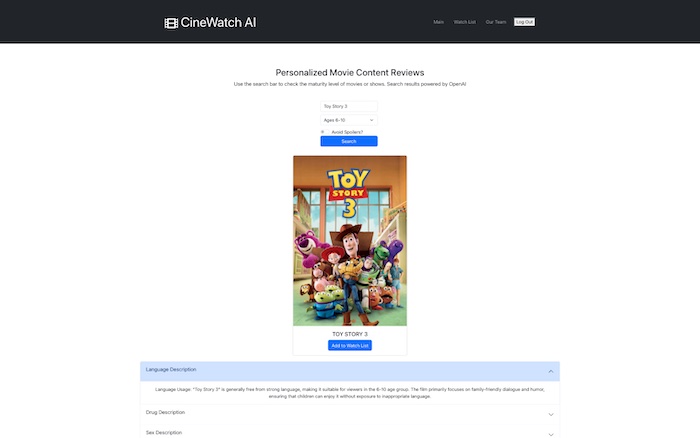 CineWatch AI
Main Watch List Our Team Log Out
Personalized Movie Content Reviews
Use the search bar to check the maturity level of movies or shows. Search results powered by OpenAI
Toy Story 3
Ages 6-10
Avoid Spoilers?
Search
TOY
STORY
3
TOY STORY 3
Add to Watch List
Language Description
Language Usage: "Toy Story 3" is generally free from strong language, making it suitable for viewers in the 6-10 age group. The film primarily focuses on family-friendly dialogue and humor,
ensuring that children can enjoy it without exposure to inappropriate language.
Drug Description
Sex Description